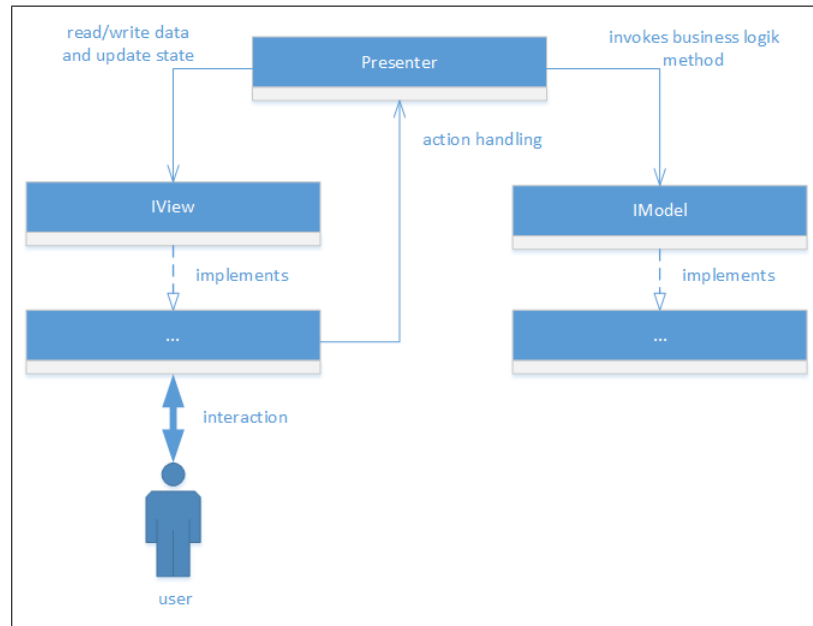 read/write data
and update state
Presenter
invokes business logik
method
action handling
IView
IModel
implements
implements
...
...
interaction
user